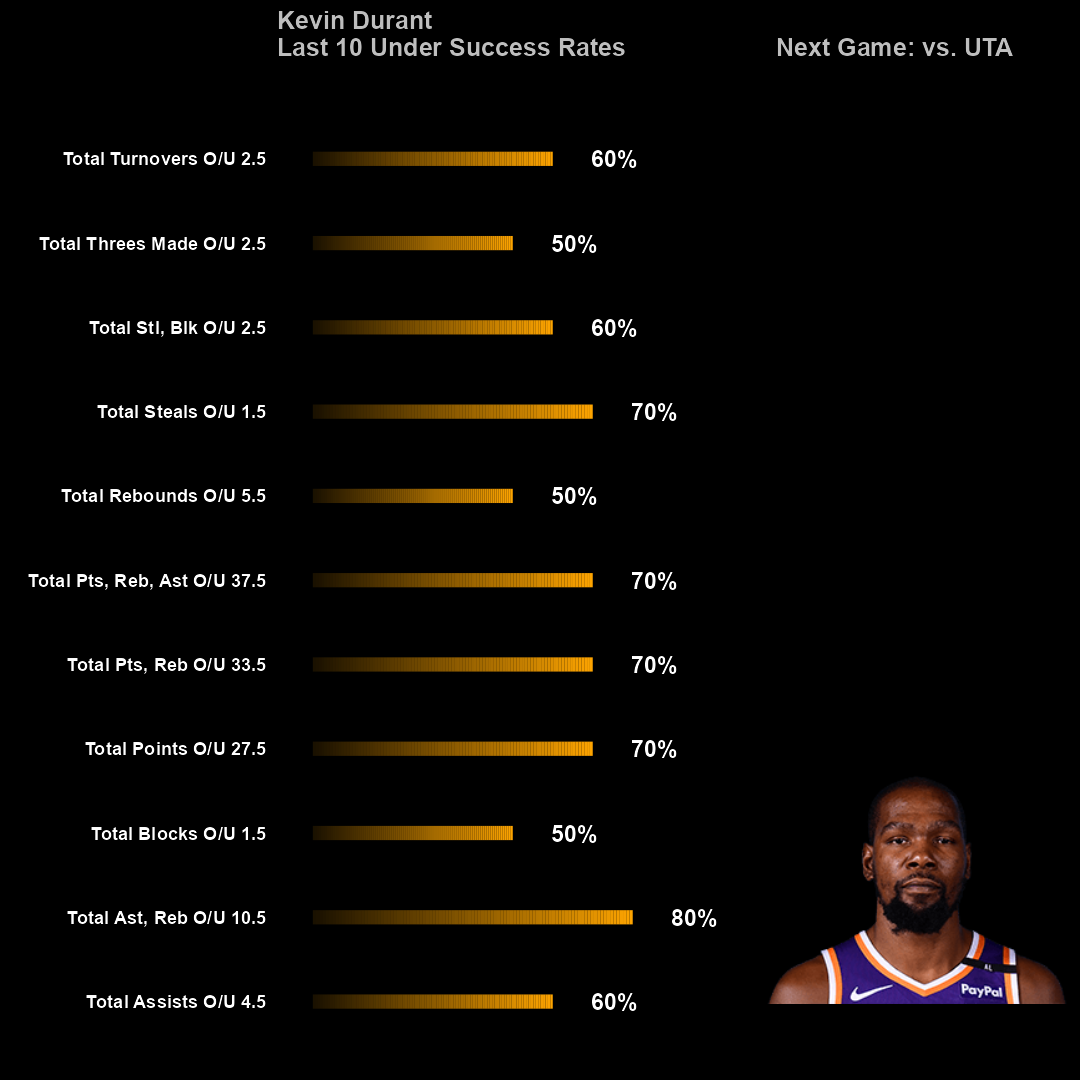 Kevin Durant
Last 10 Under Success Rates
Next Game: vs. UTA
Total Turnovers O/U 2.5 60%
Total Threes Made O/U 2.5 50%
Total Stl, Blk O/U 2.5 60%
Total Steals O/U 1.5 70%
Total Rebounds O/U 5.5 50%
Total Pts, Reb, Ast O/U 37.5 70%
Total Pts, Reb O/U 33.5 70%
Total Points O/U 27.5 70%
Total Blocks O/U 1.5 50%
Total Ast, Reb O/U 10.5 80%
Total Assists O/U 4.5 60%
AL
PayPal